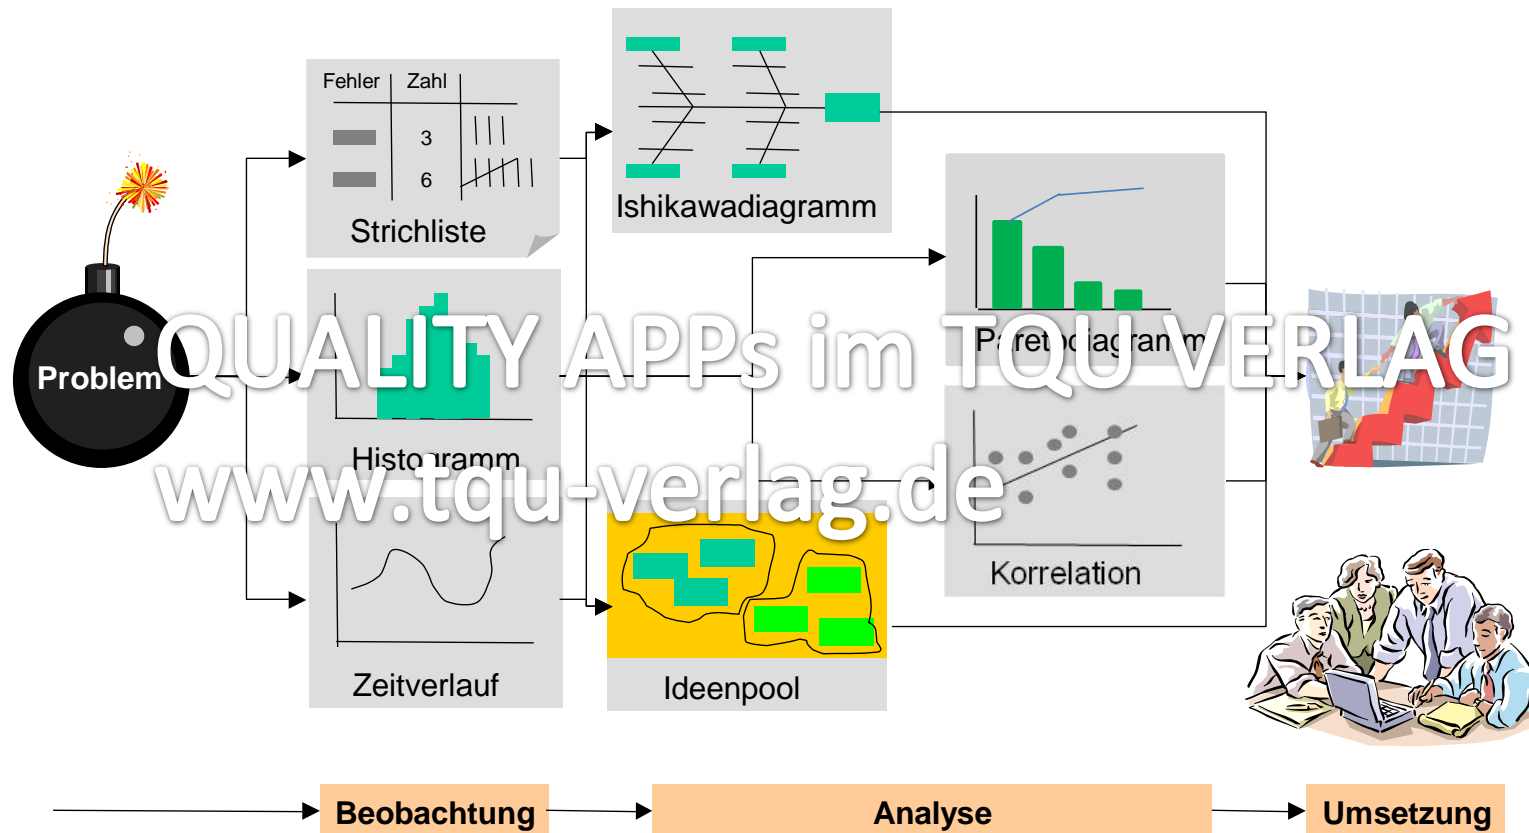 Fehler Zahl
3
6
Strichliste
Ishikawadiagramm
Problem
Histogramm
Paretodiagramm
QUALITY APPs im TQU VERLAG
www.tqu-verlag.de
Korrelation
Zeitverlauf
Ideenpool
Beobachtung
Analyse
Umsetzung